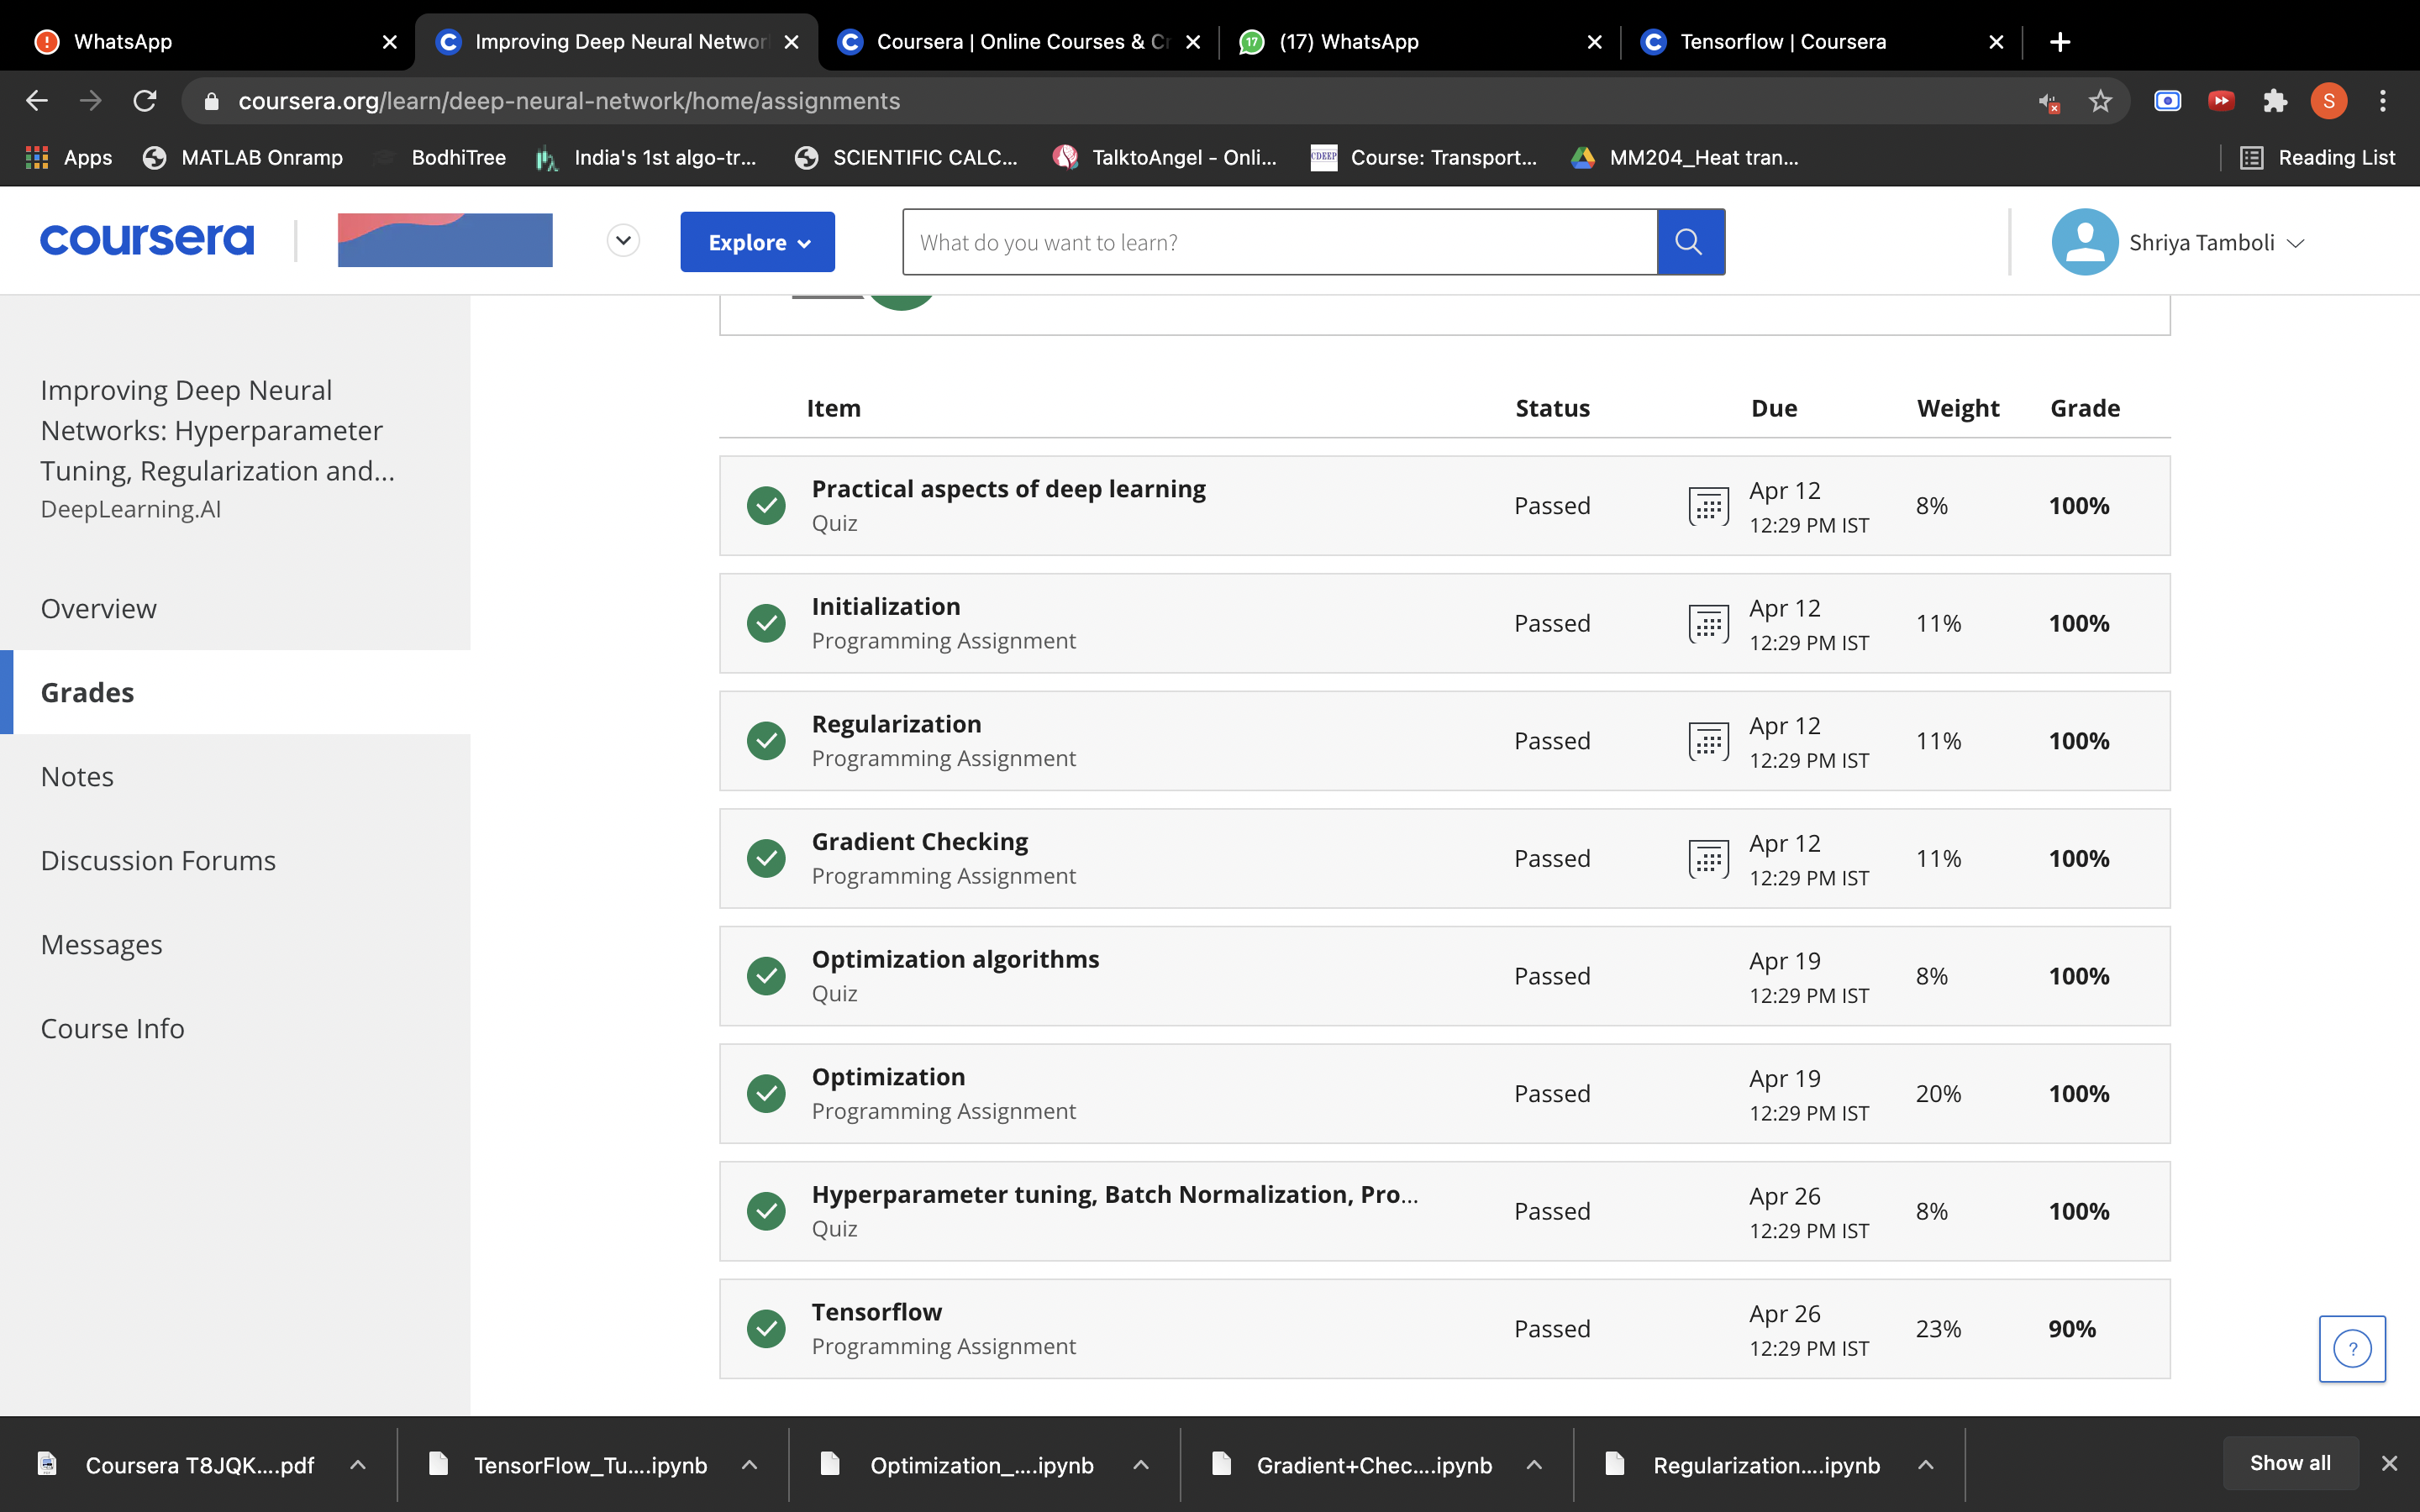 WhatsApp
Improving Deep Neural Networ
Coursera | Online Courses & Cr
17 (17) WhatsApp
Tensorflow | Coursera
coursera.org/learn/deep-neural-network/home/assignments
S
Apps
MATLAB Onramp
BodhiTree
India's 1st algo-tr...
SCIENTIFIC CALC...
TalktoAngel - Onli...
CDEEP Course: Transport...
MM204_Heat tran...
Reading List
coursera
Explore
What do you want to learn?
Shriya Tamboli
Improving Deep Neural
Networks: Hyperparameter
Tuning, Regularization and...
DeepLearning.AI
Overview
Grades
Notes
Discussion Forums
Messages
Course Info
Item Status Due Weight Grade
Practical aspects of deep learning
Quiz
Passed
Apr 12
12:29 PM IST
8%
100%
Initialization
Programming Assignment
Passed
Apr 12
12:29 PM IST
11%
100%
Regularization
Programming Assignment
Passed
Apr 12
12:29 PM IST
11%
100%
Gradient Checking
Programming Assignment
Passed
Apr 12
12:29 PM IST
11%
100%
Optimization algorithms
Quiz
Passed
Apr 19
12:29 PM IST
8%
100%
Optimization
Programming Assignment
Passed
Apr 19
12:29 PM IST
20%
100%
Hyperparameter tuning, Batch Normalization, Pro...
Quiz
Passed
Apr 26
12:29 PM IST
8%
100%
Tensorflow
Programming Assignment
Passed
Apr 26
12:29 PM IST
23%
90%
?
Coursera T8JQK....pdf
TensorFlow_Tu....ipynb
Optimization_....ipynb
Gradient+Chec....ipynb
Regularization....ipynb
Show all